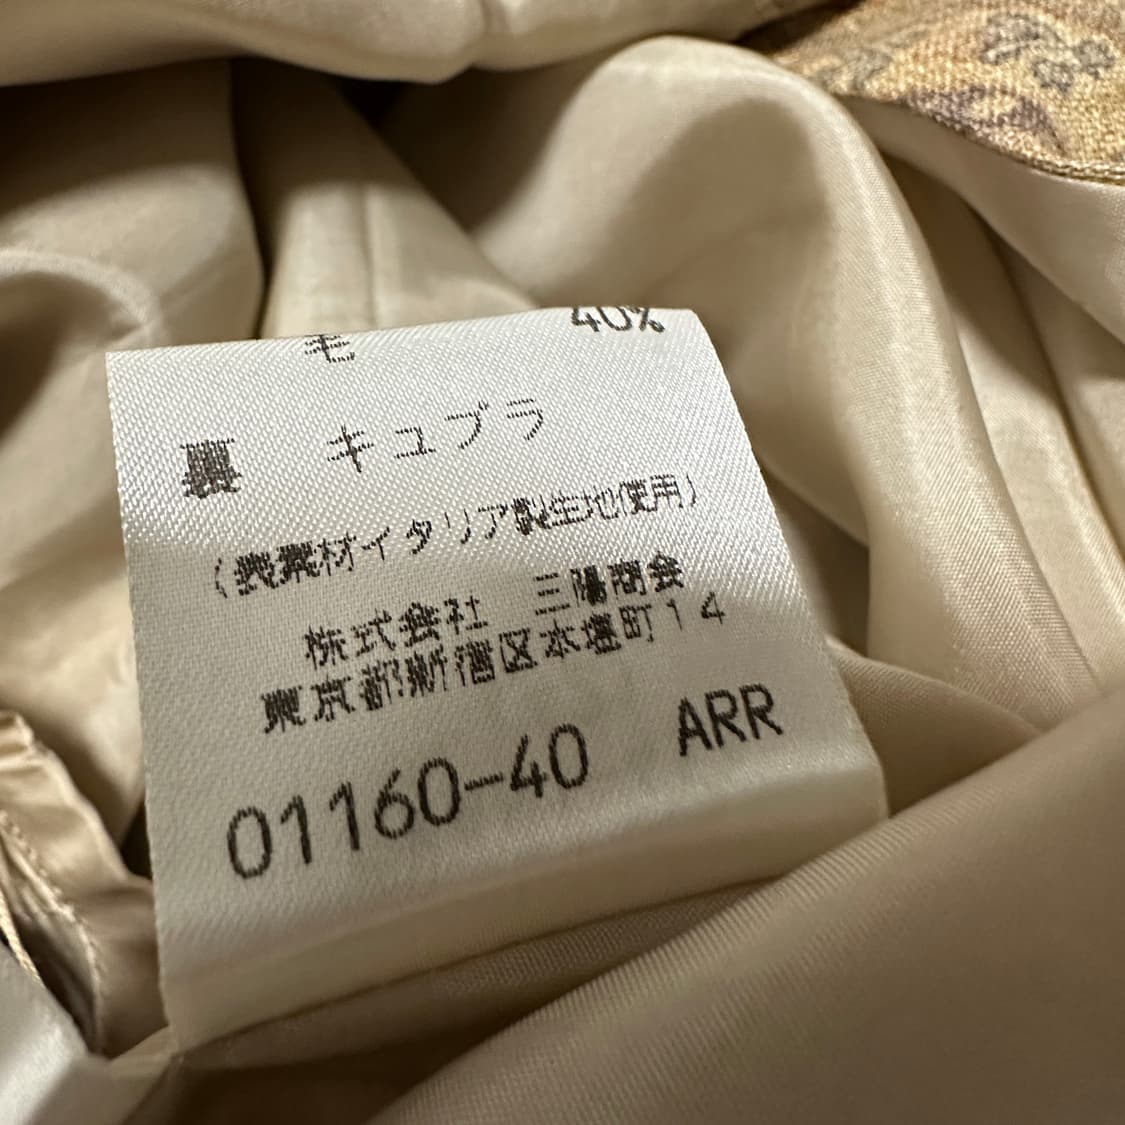 毛 40%
裏 キュプラ
(表素材イタリア製生地使用)
株式会社 三陽商会
東京都新宿区本塩町14
01160-40 ARR